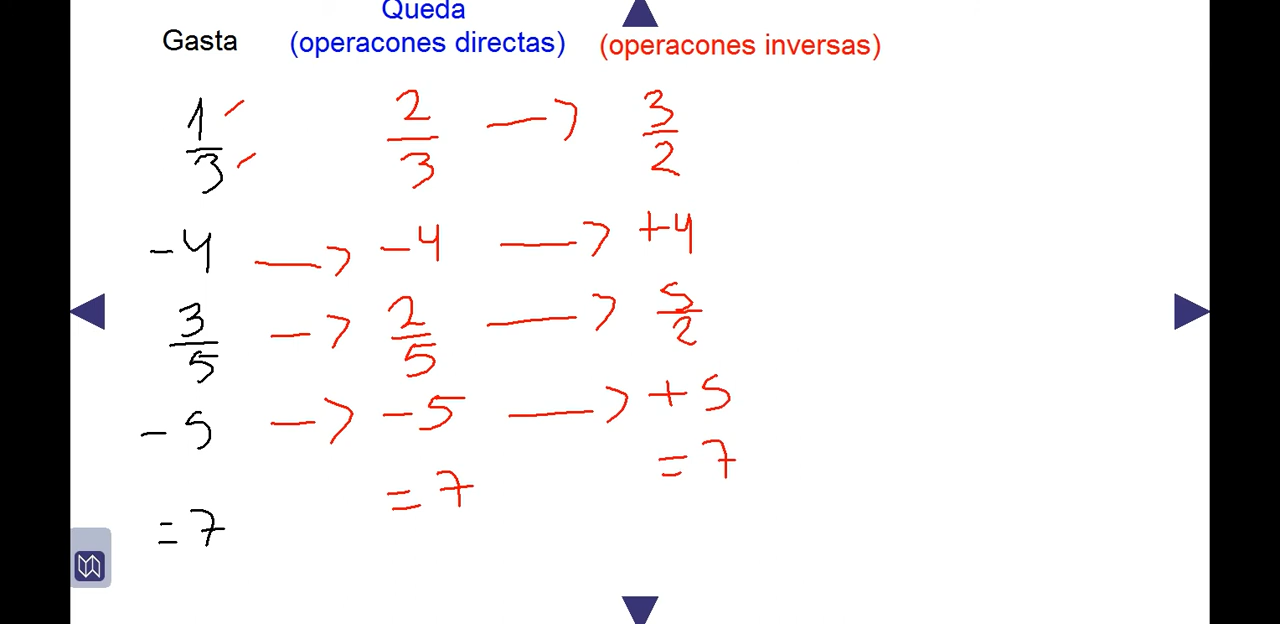 Queda
Gasta (operacones directas) (operacones inversas)
1/3 2/3 → 3/2
-4 → -4 → +4
3/5 → 2/5 → 5/2
-5 → -5 → +5
= 7 = 7 = 7